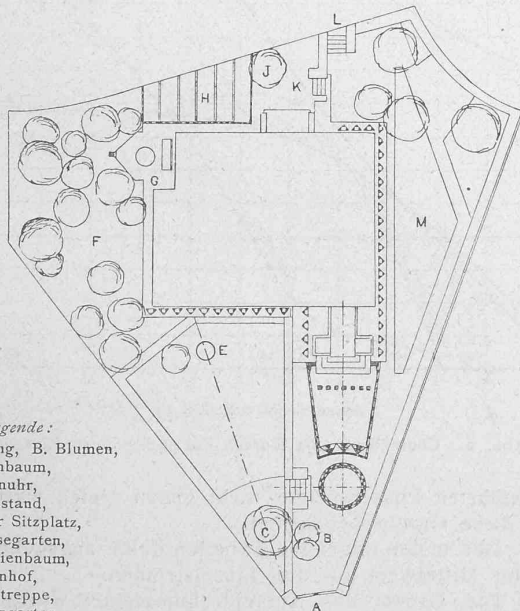 L
J
K
H
G
F
M
E
gende:
ng, B. Blumen,
nbaum,
nuhr,
stand,
r Sitzplatz,
segarten,
ienbaum,
nhof,
treppe,
C
B
A